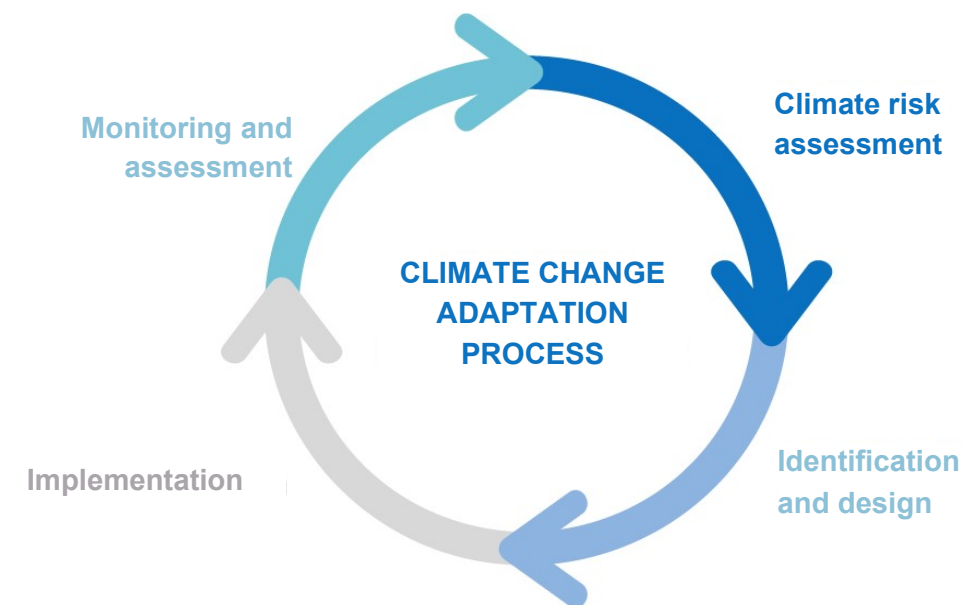 Climate risk
assessment
Monitoring and
assessment
CLIMATE CHANGE
ADAPTATION
PROCESS
Identification
and design
Implementation